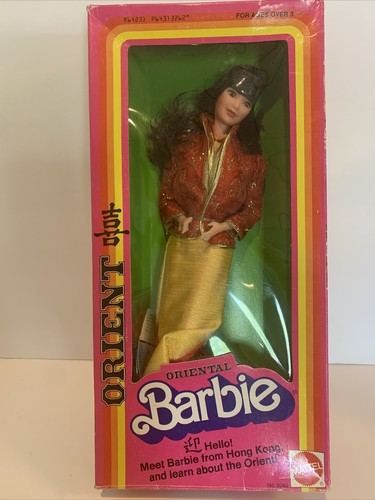 FOR AGES OVER 3
ORIENT
ORIENTAL
Barbie
迎 Hello!
Meet Barbie from Hong Kong,
and learn about the Orient!
MATTEL